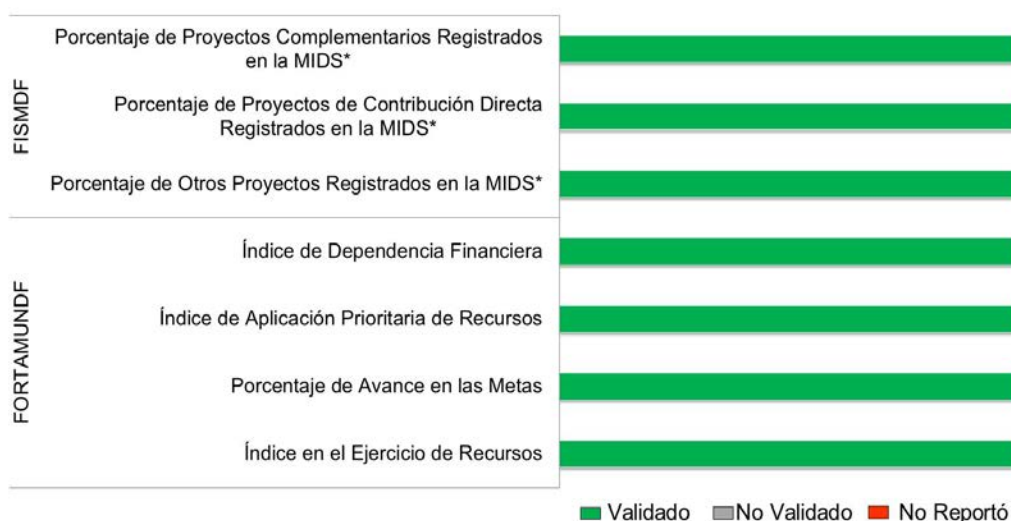 FISMDF
Porcentaje de Proyectos Complementarios Registrados
en la MIDS*
Porcentaje de Proyectos de Contribución Directa
Registrados en la MIDS*
Porcentaje de Otros Proyectos Registrados en la MIDS*
FORTAMUNDF
Índice de Dependencia Financiera
Índice de Aplicación Prioritaria de Recursos
Porcentaje de Avance en las Metas
Índice en el Ejercicio de Recursos
Validado No Validado No Reportó